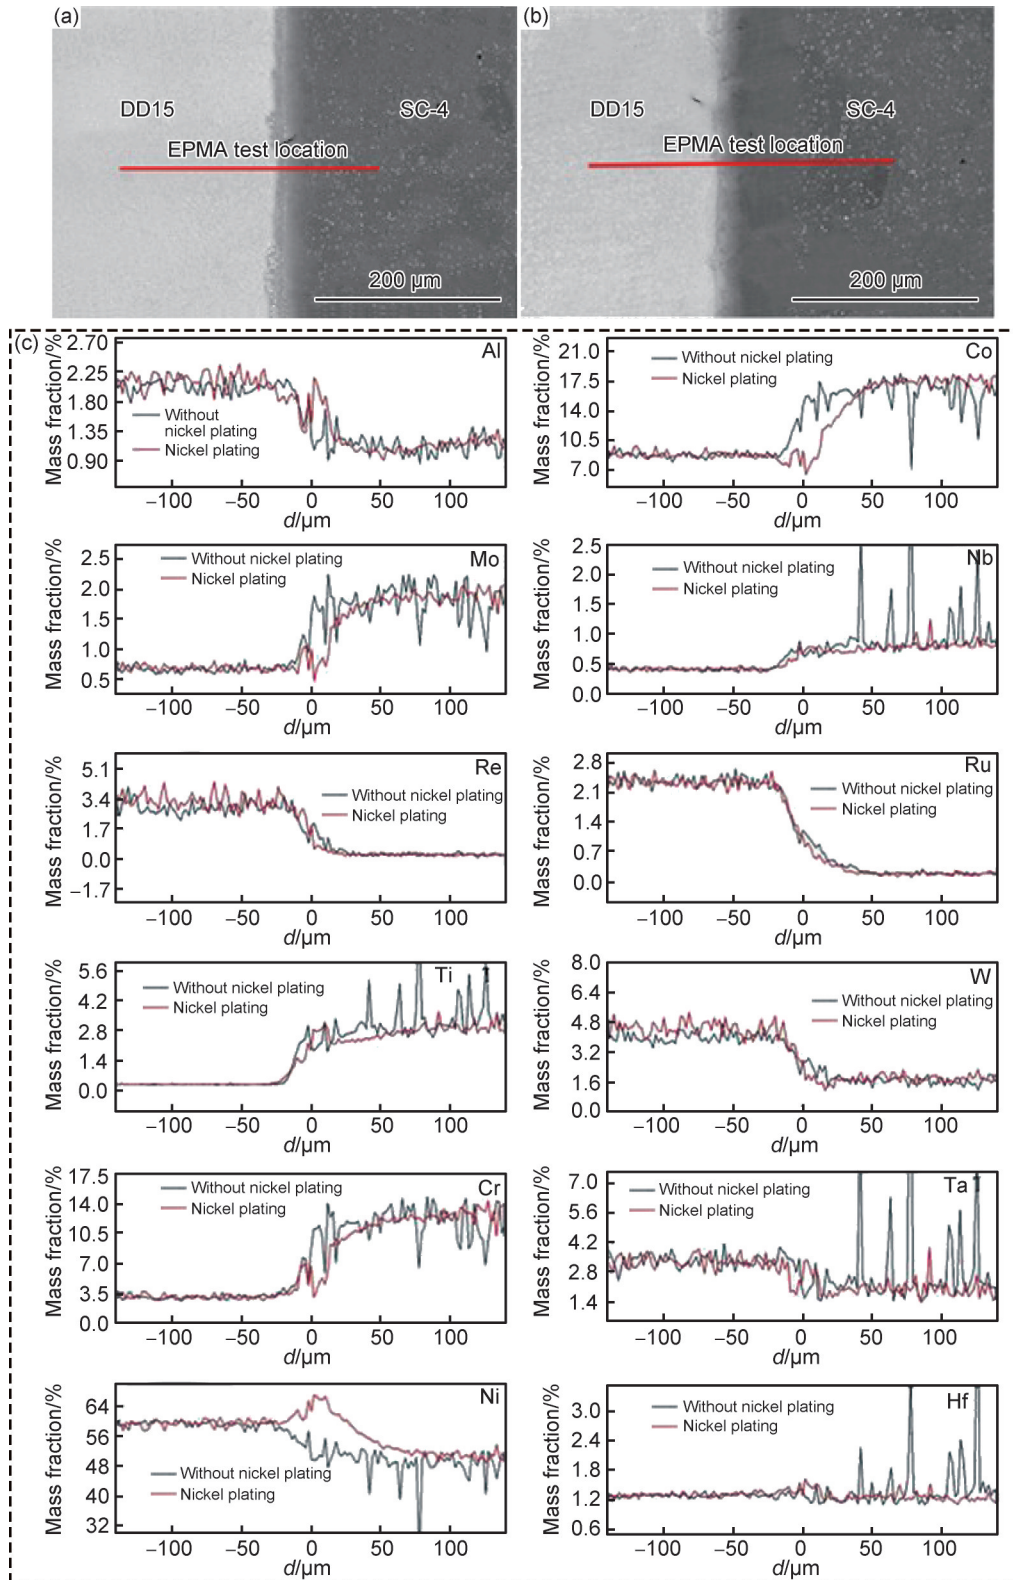 (a)
DD15
SC-4
EPMA test location
200 μm
(b)
DD15
SC-4
EPMA test location
200 μm
(c)
Al
Mass fraction/%
2.70
2.25
1.80
1.35
0.90
Without
nickel plating
Nickel plating
−100
−50
0
50
100
d/μm
Co
Mass fraction/%
21.0
17.5
14.0
10.5
7.0
Without nickel plating
Nickel plating
−100
−50
0
50
100
d/μm
Mo
Mass fraction/%
2.5
2.0
1.0
0.5
Without nickel plating
Nickel plating
−100
−50
0
50
100
d/μm
Nb
Mass fraction/%
2.5
2.0
1.5
1.0
0.5
0.0
Without nickel plating
Nickel plating
−100
−50
0
50
100
d/μm
Re
Mass fraction/%
5.1
3.4
1.7
0.0
−1.7
Without nickel plating
Nickel plating
−100
−50
0
50
100
d/μm
Ru
Mass fraction/%
2.8
2.1
1.4
0.7
0.0
Without nickel plating
Nickel plating
−100
−50
0
50
100
d/μm
Ti
Mass fraction/%
5.6
4.2
2.8
1.4
0.0
Without nickel plating
Nickel plating
−100
−50
0
50
100
d/μm
W
Mass fraction/%
8.0
4.8
3.2
1.6
0.0
Without nickel plating
Nickel plating
−100
−50
0
50
100
d/μm
Cr
Mass fraction/%
17.5
14.0
10.5
7.0
3.5
0.0
Without nickel plating
Nickel plating
−100
−50
0
50
100
d/μm
Ta
Mass fraction/%
7.0
5.6
4.2
2.8
1.4
Without nickel plating
Nickel plating
−100
−50
0
50
100
d/μm
Ni
Mass fraction/%
64
56
48
40
32
Without nickel plating
Nickel plating
−100
−50
0
50
100
d/μm
Hf
Mass fraction/%
3.0
1.8
1.2
0.6
Without nickel plating
Nickel plating
−100
−50
0
50
100
d/μm